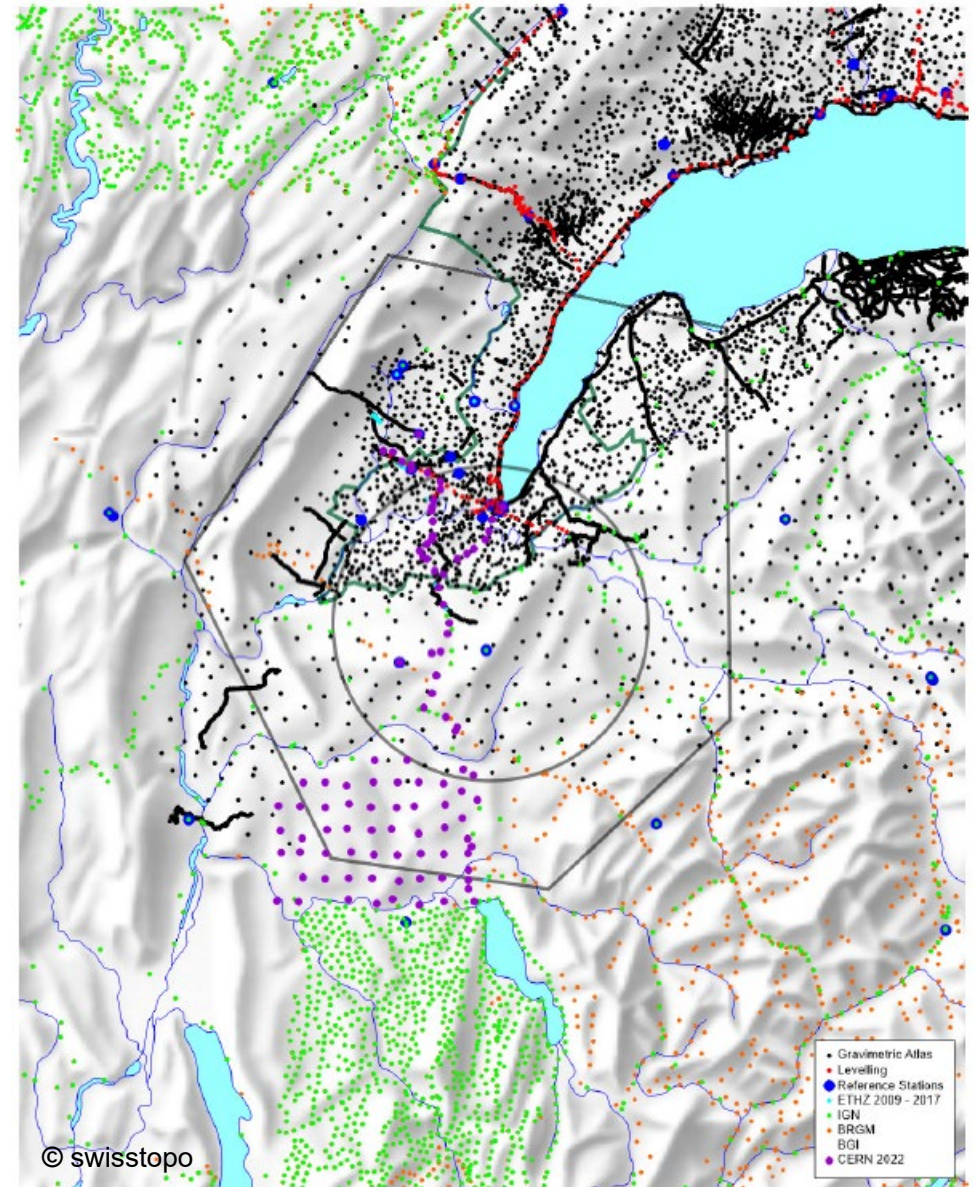 Gravimetric Atlas
Levelling
Reference Stations
ETHZ 2009 - 2017
IGN
BRGM
BGI
CERN 2022
© swisstopo